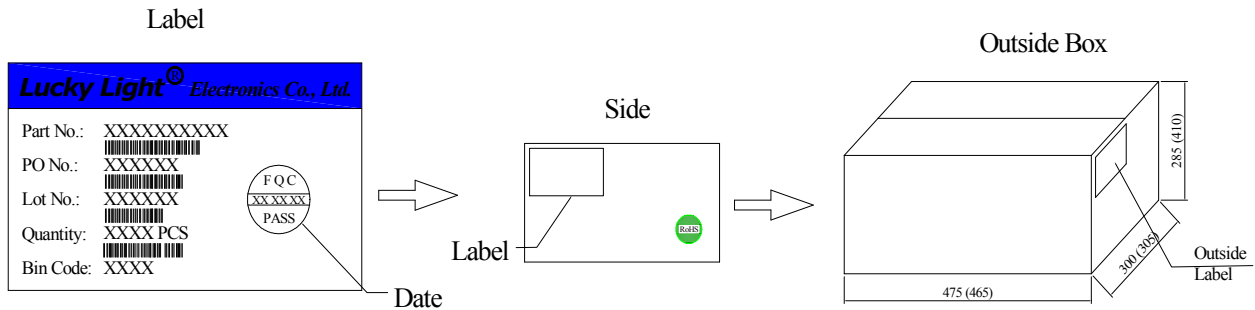 Label
Lucky Light® Electronics Co., Ltd.
Part No.: XXXXXXXXXX
PO No.: XXXXXX
Lot No.: XXXXXX
Quantity: XXXX PCS
Bin Code: XXXX
FQC
XX XX XX
PASS
Date
Side
Label
RoHS
Outside Box
285 (410)
300 (305)
475 (465)
Outside
Label